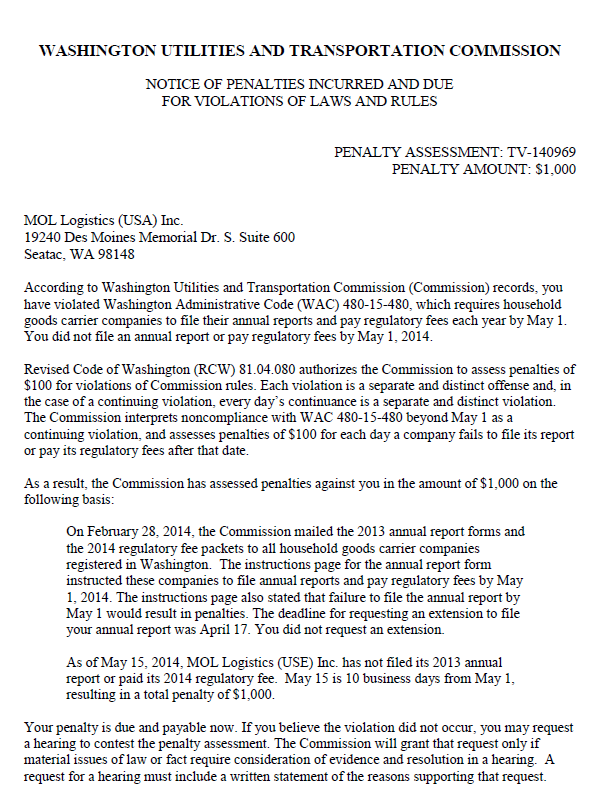 WASHINGTON UTILITIES AND TRANSPORTATION COMMISSION
NOTICE OF PENALTIES INCURRED AND DUE
FOR VIOLATIONS OF LAWS AND RULES
PENALTY ASSESSMENT: TV-140969
PENALTY AMOUNT: $1,000
MOL Logistics (USA) Inc.
19240 Des Moines Memorial Dr. S. Suite 600
Seatac, WA 98148
According to Washington Utilities and Transportation Commission (Commission) records, you
have violated Washington Administrative Code (WAC) 480-15-480, which requires household
goods carrier companies to file their annual reports and pay regulatory fees each year by May 1.
You did not file an annual report or pay regulatory fees by May 1, 2014.
Revised Code of Washington (RCW) 81.04.080 authorizes the Commission to assess penalties of
$100 for violations of Commission rules. Each violation is a separate and distinct offense and, in
the case of a continuing violation, every day's continuance is a separate and distinct violation.
The Commission interprets noncompliance with WAC 480-15-480 beyond May 1 as a
continuing violation, and assesses penalties of $100 for each day a company fails to file its report
or pay its regulatory fees after that date.
As a result, the Commission has assessed penalties against you in the amount of $1,000 on the
following basis:
On February 28, 2014, the Commission mailed the 2013 annual report forms and
the 2014 regulatory fee packets to all household goods carrier companies
registered in Washington. The instructions page for the annual report form
instructed these companies to file annual reports and pay regulatory fees by May
1, 2014. The instructions page also stated that failure to file the annual report by
May 1 would result in penalties. The deadline for requesting an extension to file
your annual report was April 17. You did not request an extension.
As of May 15, 2014, MOL Logistics (USE) Inc. has not filed its 2013 annual
report or paid its 2014 regulatory fee. May 15 is 10 business days from May 1,
resulting in a total penalty of $1,000.
Your penalty is due and payable now. If you believe the violation did not occur, you may request
a hearing to contest the penalty assessment. The Commission will grant that request only if
material issues of law or fact require consideration of evidence and resolution in a hearing. A
request for a hearing must include a written statement of the reasons supporting that request.